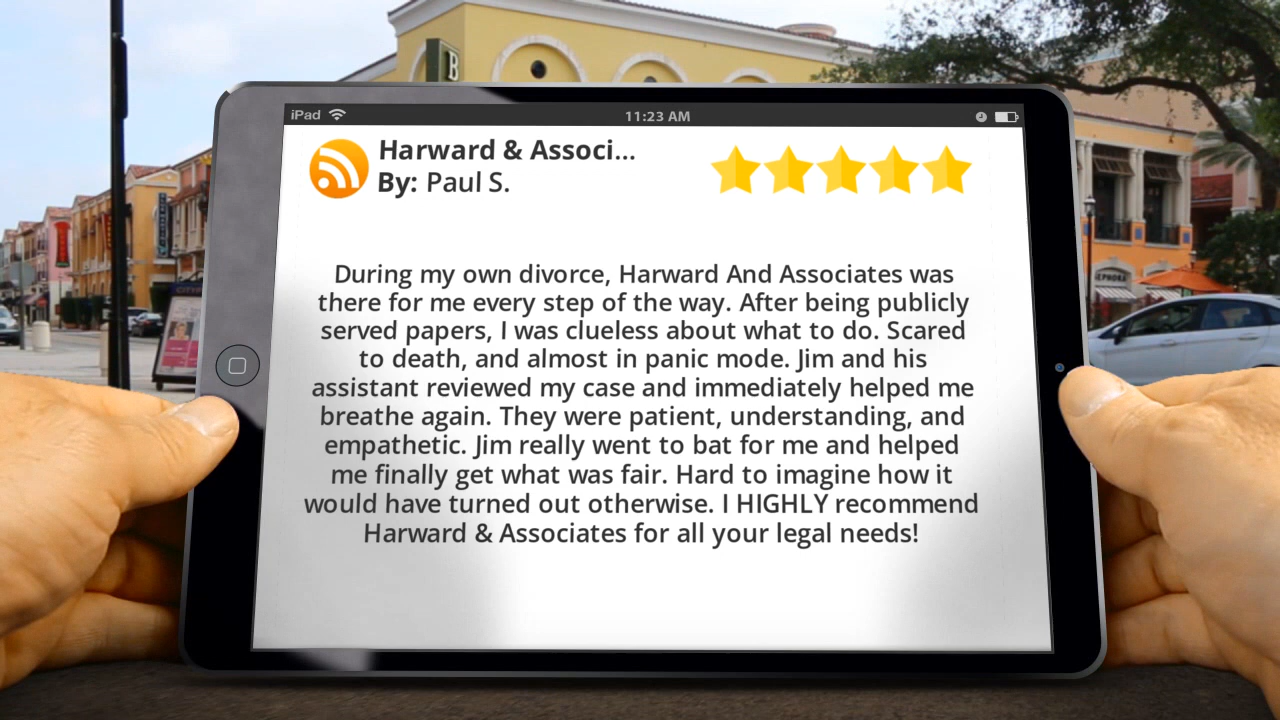 B
iPad
11:23 AM
Harward & Associ...
By: Paul S.
During my own divorce, Harward And Associates was
there for me every step of the way. After being publicly
served papers, I was clueless about what to do. Scared
to death, and almost in panic mode. Jim and his
assistant reviewed my case and immediately helped me
breathe again. They were patient, understanding, and
empathetic. Jim really went to bat for me and helped
me finally get what was fair. Hard to imagine how it
would have turned out otherwise. I HIGHLY recommend
Harward & Associates for all your legal needs!
SEPHORA